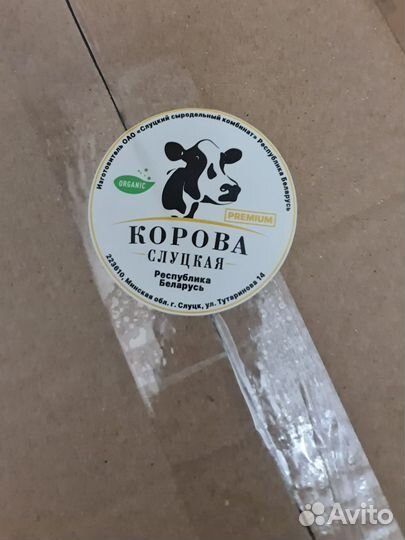 Изготовитель ОАО «Слуцкий сыродельный комбинат» Республика Беларусь
ORGANIC
PREMIUM
КОРОВА
СЛУЦКАЯ
Республика
Беларусь
223610, Минская обл. г. Слуцк, ул. Тутаринова 14
Avito